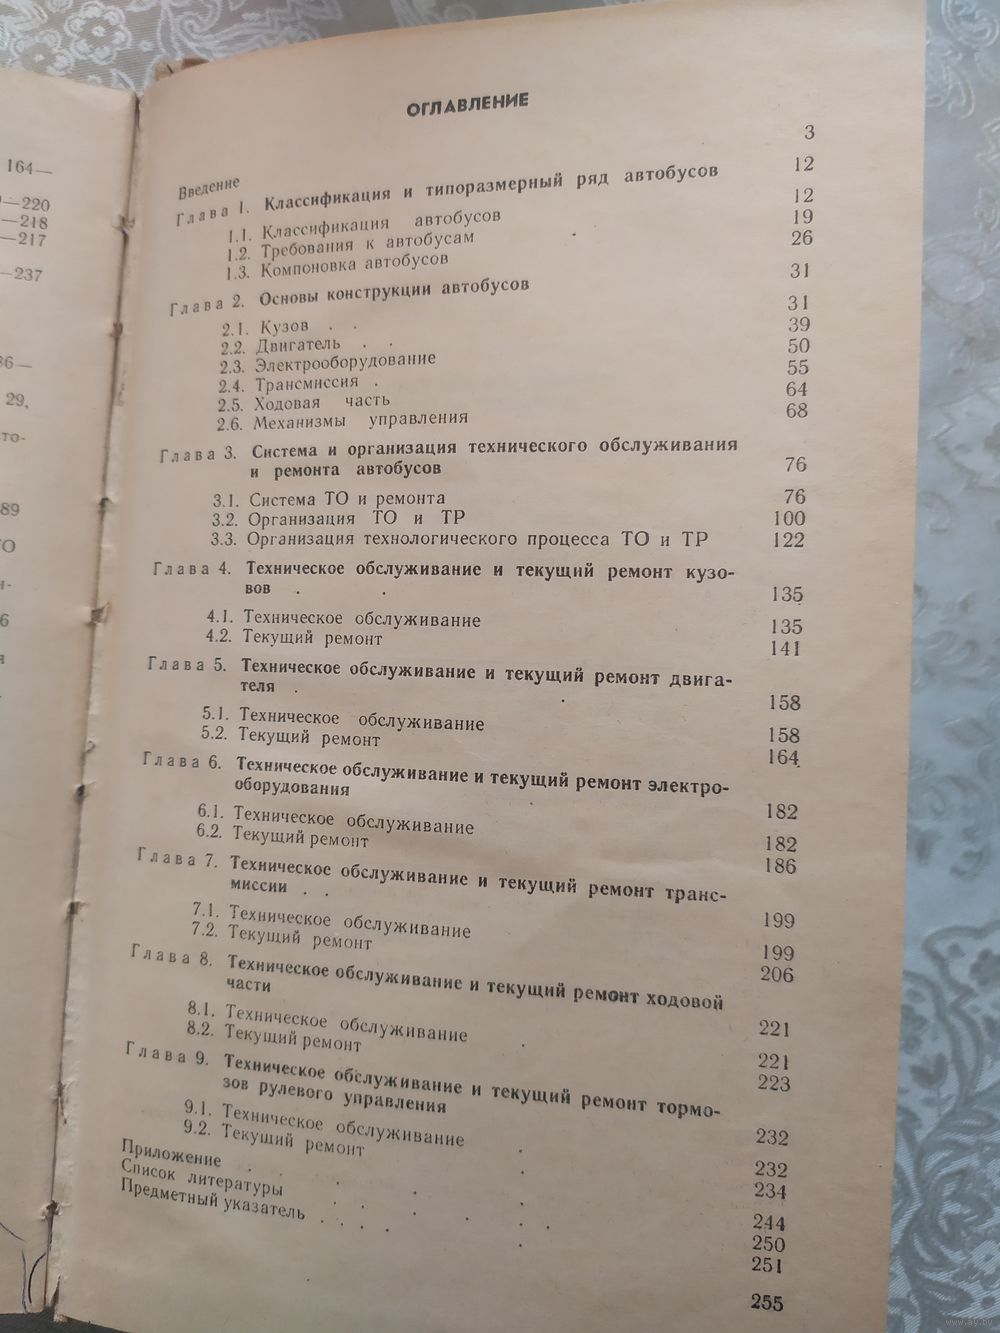 164—
—220
—218
—217
—237
36—
29,
то-
89
ТО
6
ОГЛАВЛЕНИЕ
Введение 3
Глава 1. Классификация и типоразмерный ряд автобусов 12
1.1. Классификация автобусов 12
1.2. Требования к автобусам 19
1.3. Компоновка автобусов 26
Глава 2. Основы конструкции автобусов 31
2.1. Кузов . . 31
2.2. Двигатель . . 39
2.3. Электрооборудование 50
2.4. Трансмиссия . 55
2.5. Ходовая часть 64
2.6. Механизмы управления 68
Глава 3. Система и организация технического обслуживания
и ремонта автобусов 76
3.1. Система ТО и ремонта 76
3.2. Организация ТО и ТР 100
3.3. Организация технологического процесса ТО и ТР 122
Глава 4. Техническое обслуживание и текущий ремонт кузо-
вов . . 135
4.1. Техническое обслуживание 135
4.2. Текущий ремонт 141
Глава 5. Техническое обслуживание и текущий ремонт двига-
теля . . 158
5.1. Техническое обслуживание 158
5.2. Текущий ремонт 164
Глава 6. Техническое обслуживание и текущий ремонт электро-
оборудования 182
6.1. Техническое обслуживание 182
6.2. Текущий ремонт 186
Глава 7. Техническое обслуживание и текущий ремонт транс-
миссии . . 199
7.1. Техническое обслуживание 199
7.2. Текущий ремонт 206
Глава 8. Техническое обслуживание и текущий ремонт ходовой
части 221
8.1. Техническое обслуживание 221
8.2. Текущий ремонт 223
Глава 9. Техническое обслуживание и текущий ремонт тормо-
зов рулевого управления 232
9.1. Техническое обслуживание 232
9.2. Текущий ремонт 234
Приложение 244
Список литературы 250
Предметный указатель 251
255
www.ay.by